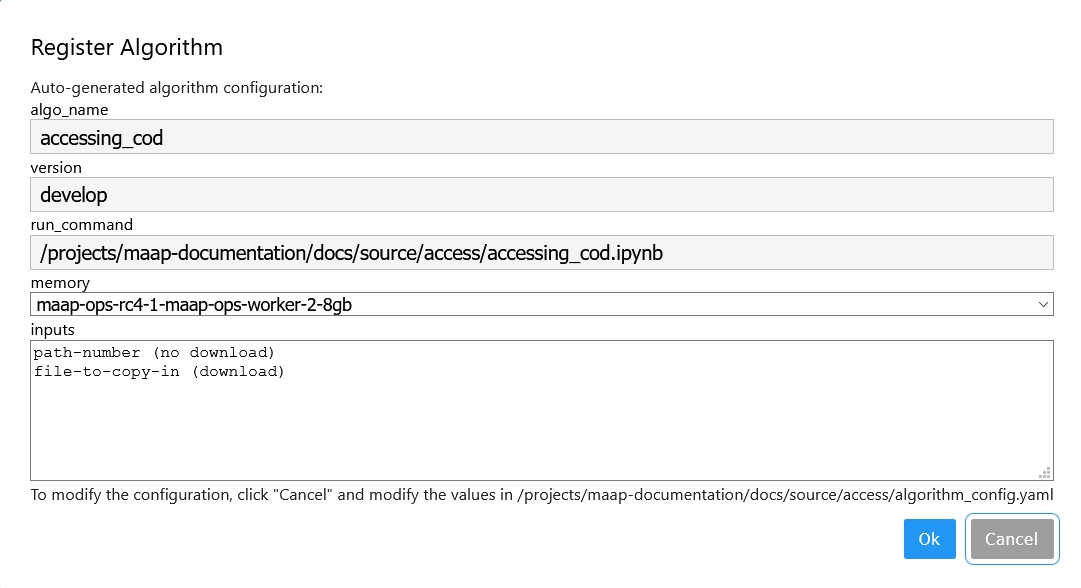 Register Algorithm
Auto-generated algorithm configuration:
algo_name
accessing_cod
version
develop
run_command
/projects/maap-documentation/docs/source/access/accessing_cod.ipynb
memory
maap-ops-rc4-1-maap-ops-worker-2-8gb
inputs
path-number (no download)
file-to-copy-in (download)
To modify the configuration, click "Cancel" and modify the values in /projects/maap-documentation/docs/source/access/algorithm_config.yaml
Ok Cancel